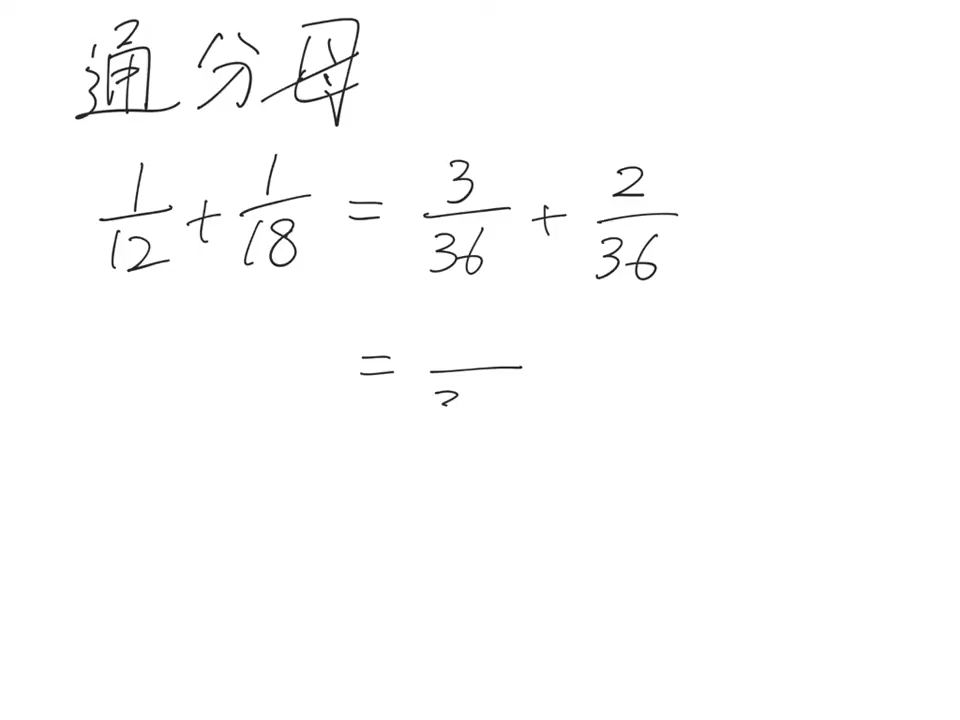 通分母
1/12 + 1/18 = 3/36 + 2/36
=